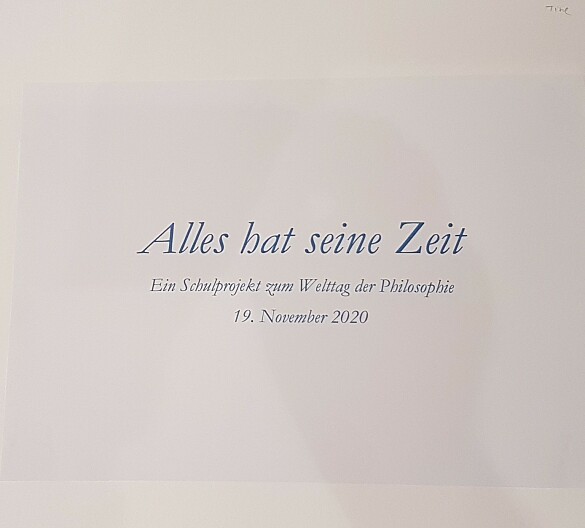 Alles hat seine Zeit
Ein Schulprojekt zum Welttag der Philosophie
19. November 2020